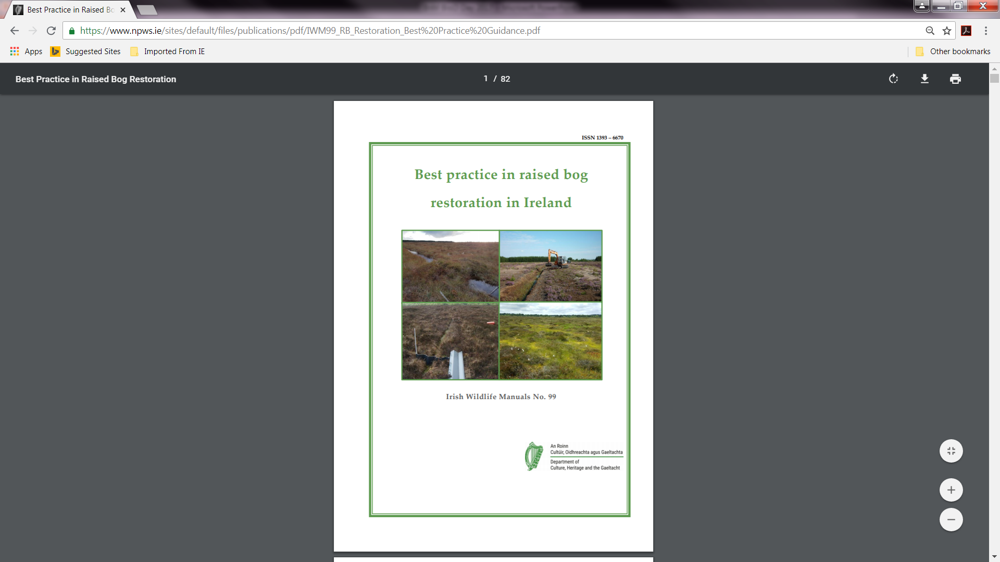 Best Practice in Raised Bo
https://www.npws.ie/sites/default/files/publications/pdf/IWM99_RB_Restoration_Best%20Practice%20Guidance.pdf
Apps
Suggested Sites
Imported From IE
Other bookmarks
Best Practice in Raised Bog Restoration
1 / 82
ISSN 1393 – 6670
Best practice in raised bog
restoration in Ireland
Irish Wildlife Manuals No. 99
An Roinn
Cultúir, Oidhreachta agus Gaeltachta
Department of
Culture, Heritage and the Gaeltacht